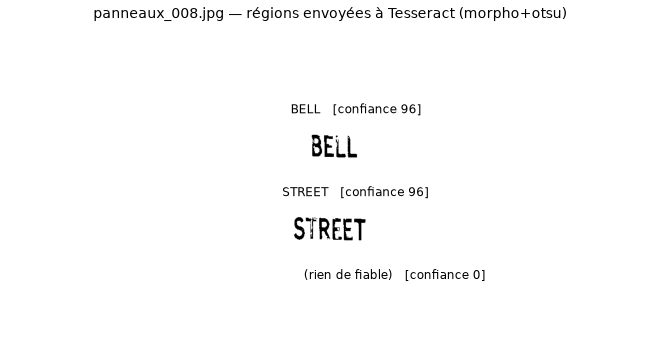 panneaux_008.jpg — régions envoyées à Tesseract (morpho+otsu)
BELL [confiance 96]
BELL
STREET [confiance 96]
STREET
(rien de fiable) [confiance 0]